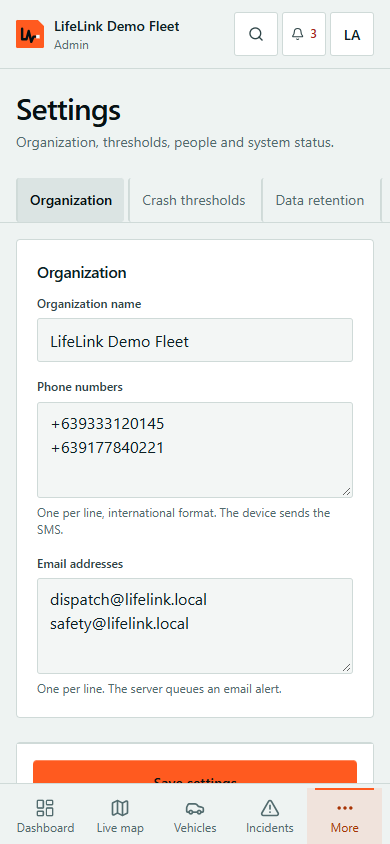 LifeLink Demo Fleet
Admin
3
LA
Settings
Organization, thresholds, people and system status.
Organization
Crash thresholds
Data retention
Organization
Organization name
LifeLink Demo Fleet
Phone numbers
+639333120145
+639177840221
One per line, international format. The device sends the
SMS.
Email addresses
dispatch@lifelink.local
safety@lifelink.local
One per line. The server queues an email alert.
Save settings
Dashboard
Live map
Vehicles
Incidents
More